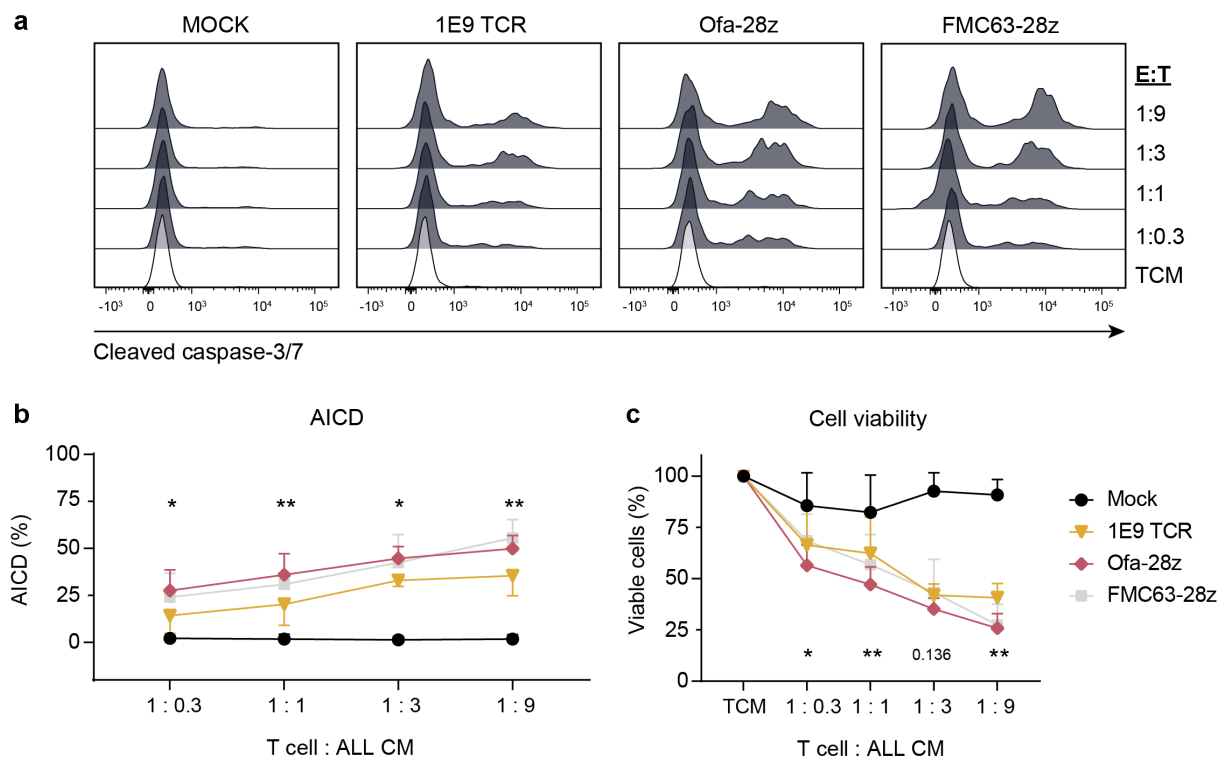 a
MOCK 1E9 TCR Ofa-28z FMC63-28z
E:T
1:9
1:3
1:1
1:0.3
TCM
-10³ 0 10³ 10⁴ 10⁵ -10³ 0 10³ 10⁴ 10⁵ -10³ 0 10³ 10⁴ 10⁵ -10³ 0 10³ 10⁴ 10⁵
Cleaved caspase-3/7
b
AICD
AICD (%)
100
75
50
25
0
* ** * **
1 : 0.3 1 : 1 1 : 3 1 : 9
T cell : ALL CM
c
Cell viability
Viable cells (%)
100
75
50
25
0
* ** 0.136 **
TCM 1 : 0.3 1 : 1 1 : 3 1 : 9
T cell : ALL CM
Mock
1E9 TCR
Ofa-28z
FMC63-28z